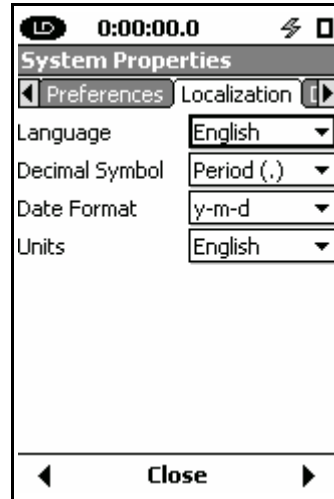 LD 0:00:00.0
System Properties
Preferences Localization
Language English
Decimal Symbol Period (.)
Date Format y-m-d
Units English
Close